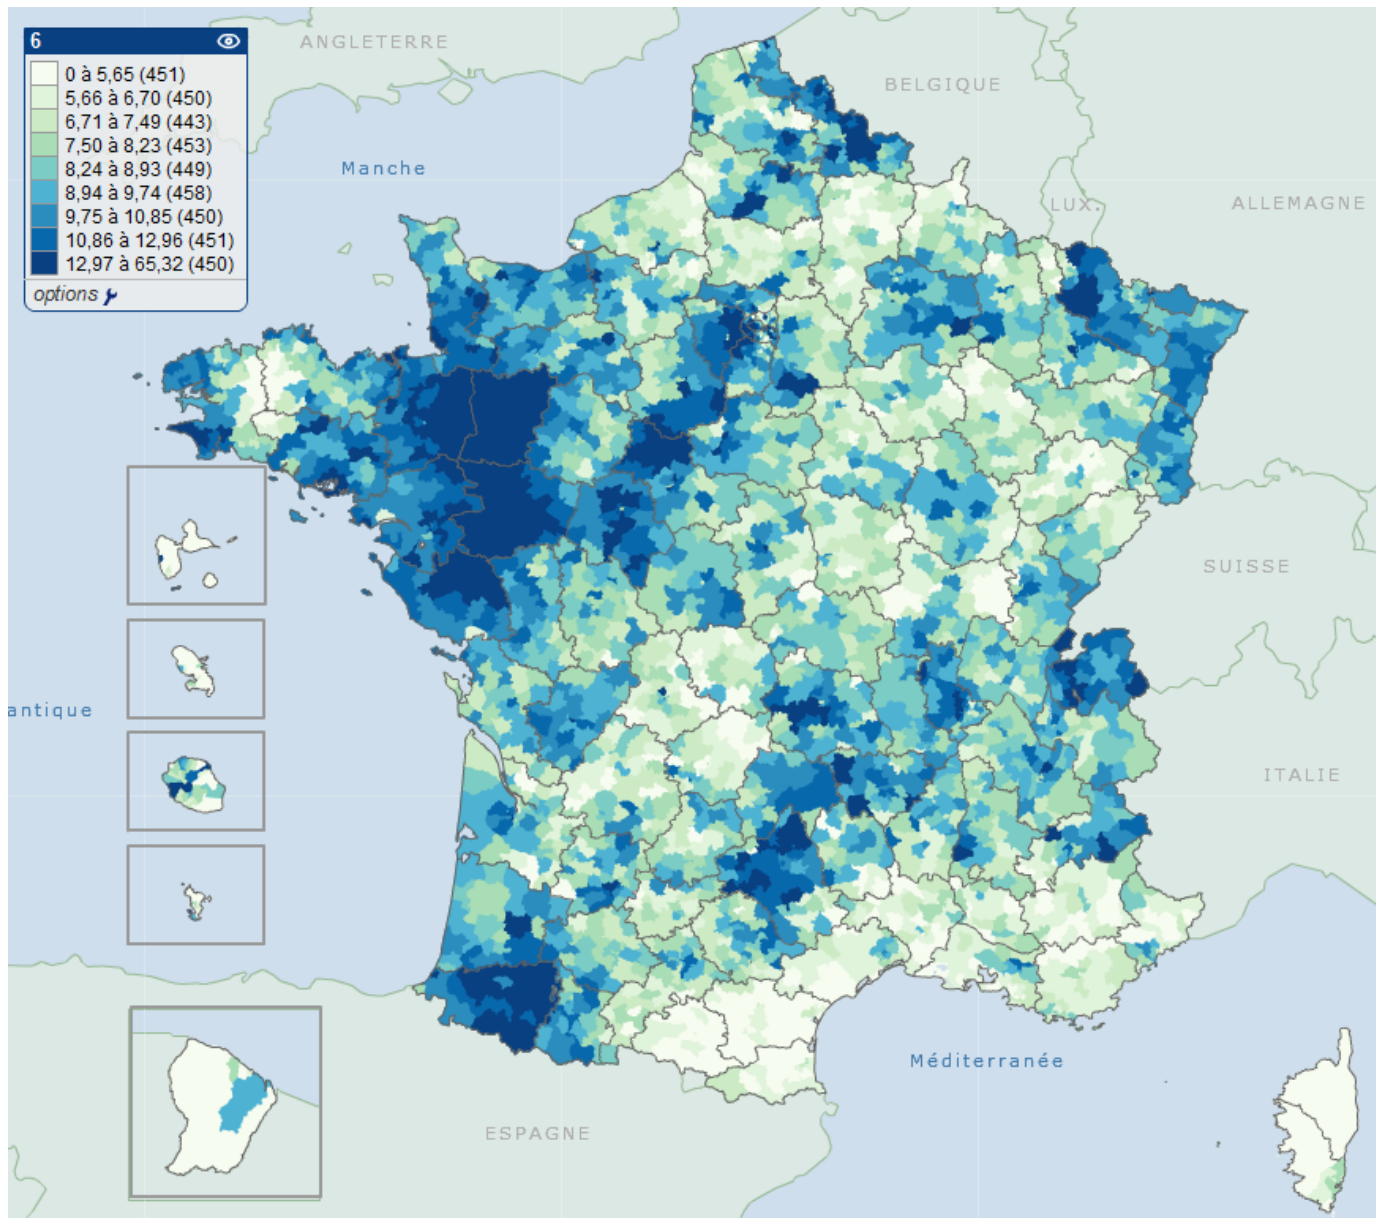 6
0 à 5,65 (451)
5,66 à 6,70 (450)
6,71 à 7,49 (443)
7,50 à 8,23 (453)
8,24 à 8,93 (449)
8,94 à 9,74 (458)
9,75 à 10,85 (450)
10,86 à 12,96 (451)
12,97 à 65,32 (450)
options
ANGLETERRE
BELGIQUE
Manche
LUX.
ALLEMAGNE
SUISSE
antique
ITALIE
Méditerranée
ESPAGNE